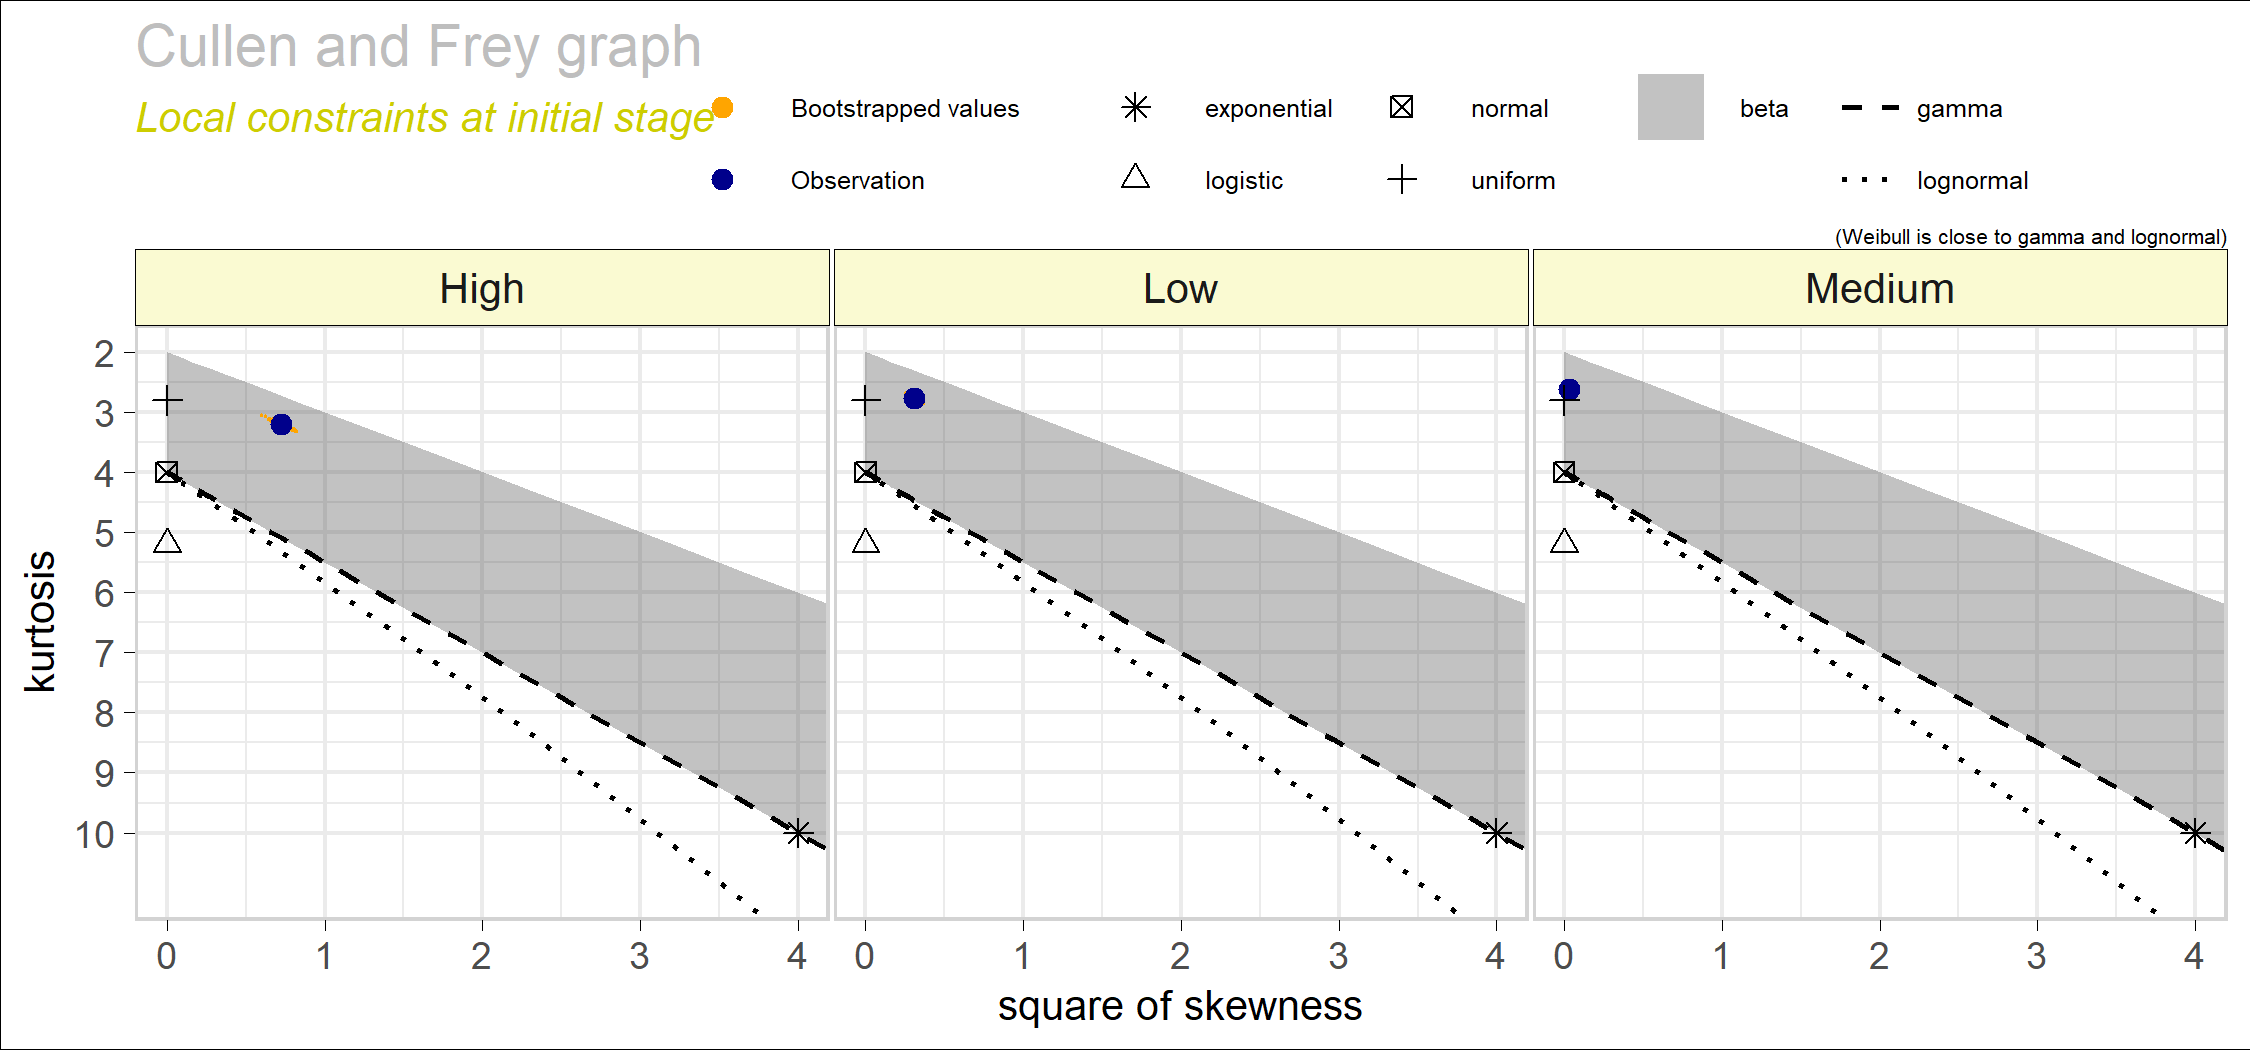 Cullen and Frey graph
Local constraints at initial stage
Bootstrapped values
exponential
normal
beta
gamma
Observation
logistic
uniform
lognormal
(Weibull is close to gamma and lognormal)
High
Low
Medium
2
3
4
5
6
7
8
9
10
kurtosis
0 1 2 3 4
0 1 2 3 4
0 1 2 3 4
square of skewness